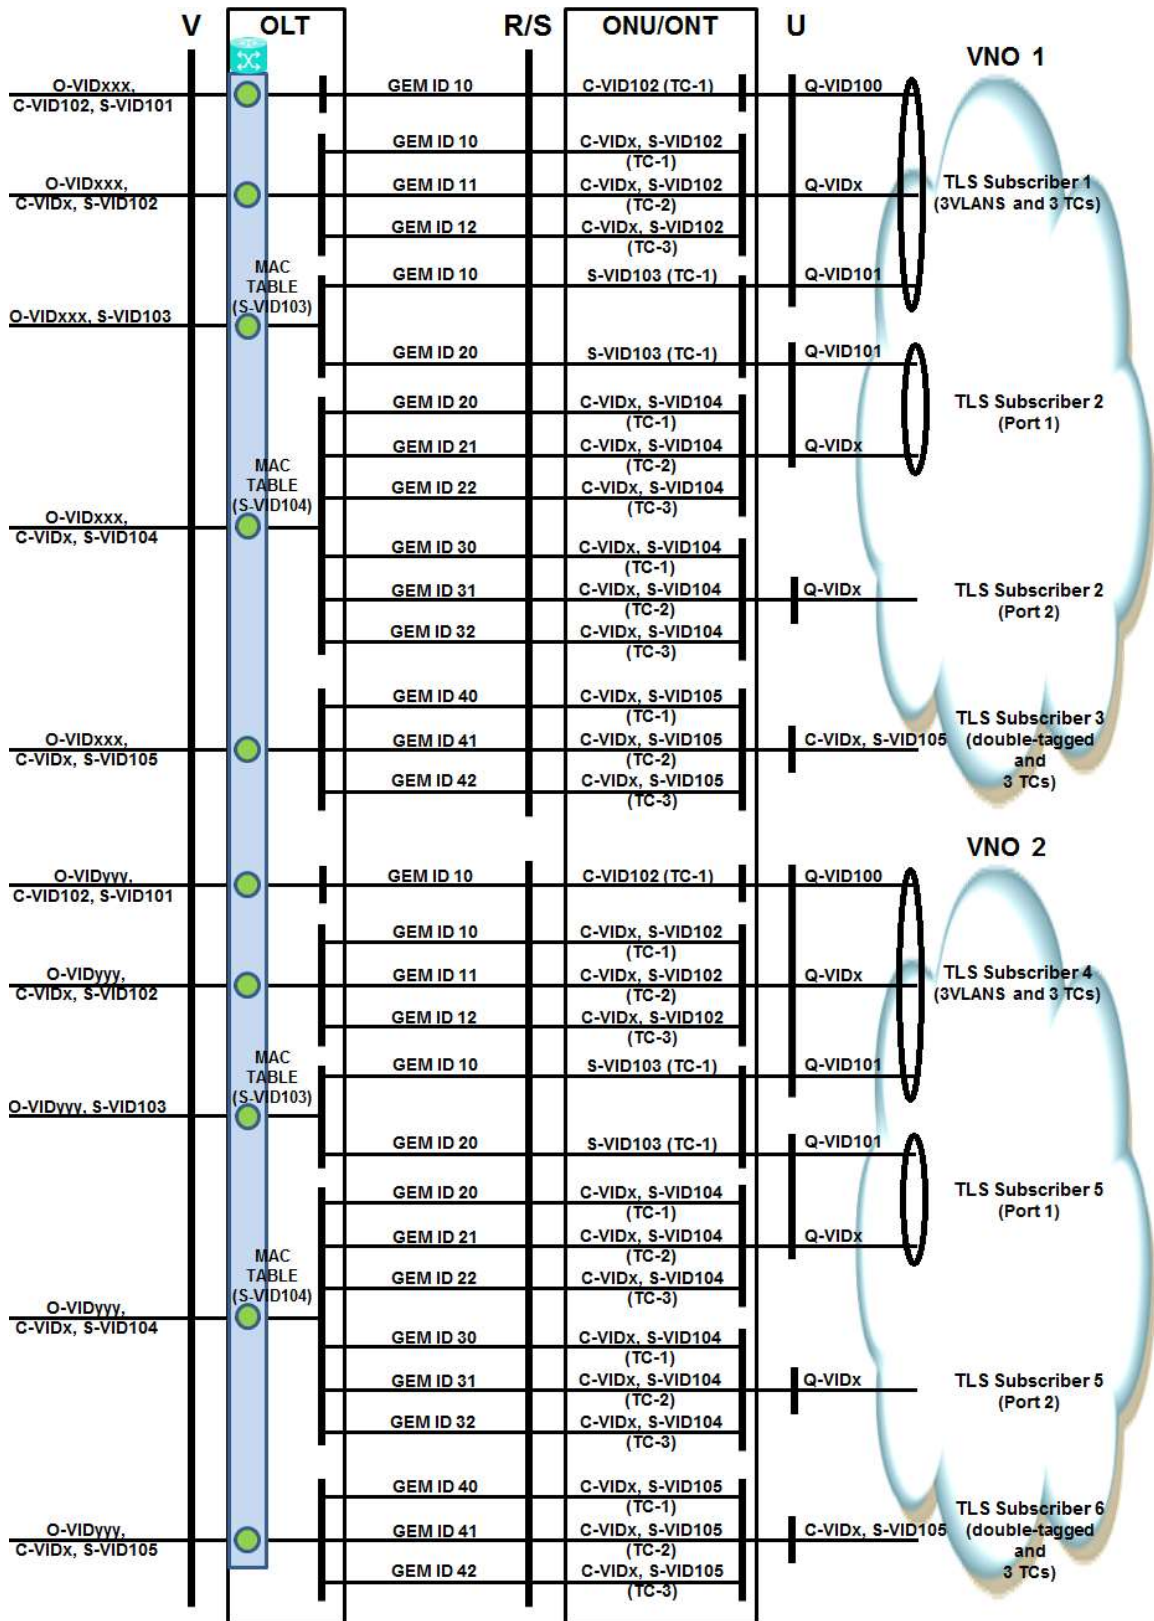 V
OLT
R/S
ONU/ONT
U
VNO 1
O-VIDxxx,
C-VID102, S-VID101
GEM ID 10
C-VID102 (TC-1)
Q-VID100
GEM ID 10
C-VIDx, S-VID102
(TC-1)
O-VIDxxx,
C-VIDx, S-VID102
GEM ID 11
C-VIDx, S-VID102
(TC-2)
Q-VIDx
TLS Subscriber 1
(3VLANS and 3 TCs)
GEM ID 12
C-VIDx, S-VID102
(TC-3)
MAC
TABLE
(S-VID103)
GEM ID 10
S-VID103 (TC-1)
Q-VID101
O-VIDxxx, S-VID103
GEM ID 20
S-VID103 (TC-1)
Q-VID101
GEM ID 20
C-VIDx, S-VID104
(TC-1)
TLS Subscriber 2
(Port 1)
GEM ID 21
C-VIDx, S-VID104
(TC-2)
Q-VIDx
MAC
TABLE
(S-VID104)
GEM ID 22
C-VIDx, S-VID104
(TC-3)
O-VIDxxx,
C-VIDx, S-VID104
GEM ID 30
C-VIDx, S-VID104
(TC-1)
GEM ID 31
C-VIDx, S-VID104
(TC-2)
Q-VIDx
TLS Subscriber 2
(Port 2)
GEM ID 32
C-VIDx, S-VID104
(TC-3)
GEM ID 40
C-VIDx, S-VID105
(TC-1)
O-VIDxxx,
C-VIDx, S-VID105
GEM ID 41
C-VIDx, S-VID105
(TC-2)
C-VIDx, S-VID105
TLS Subscriber 3
(double-tagged
and
3 TCs)
GEM ID 42
C-VIDx, S-VID105
(TC-3)
VNO 2
O-VIDyyy,
C-VID102, S-VID101
GEM ID 10
C-VID102 (TC-1)
Q-VID100
GEM ID 10
C-VIDx, S-VID102
(TC-1)
O-VIDyyy,
C-VIDx, S-VID102
GEM ID 11
C-VIDx, S-VID102
(TC-2)
Q-VIDx
TLS Subscriber 4
(3VLANS and 3 TCs)
GEM ID 12
C-VIDx, S-VID102
(TC-3)
MAC
TABLE
(S-VID103)
GEM ID 10
S-VID103 (TC-1)
Q-VID101
O-VIDyyy, S-VID103
GEM ID 20
S-VID103 (TC-1)
Q-VID101
GEM ID 20
C-VIDx, S-VID104
(TC-1)
TLS Subscriber 5
(Port 1)
GEM ID 21
C-VIDx, S-VID104
(TC-2)
Q-VIDx
MAC
TABLE
(S-VID104)
GEM ID 22
C-VIDx, S-VID104
(TC-3)
O-VIDyyy,
C-VIDx, S-VID104
GEM ID 30
C-VIDx, S-VID104
(TC-1)
GEM ID 31
C-VIDx, S-VID104
(TC-2)
Q-VIDx
TLS Subscriber 5
(Port 2)
GEM ID 32
C-VIDx, S-VID104
(TC-3)
GEM ID 40
C-VIDx, S-VID105
(TC-1)
O-VIDyyy,
C-VIDx, S-VID105
GEM ID 41
C-VIDx, S-VID105
(TC-2)
C-VIDx, S-VID105
TLS Subscriber 6
(double-tagged
and
3 TCs)
GEM ID 42
C-VIDx, S-VID105
(TC-3)